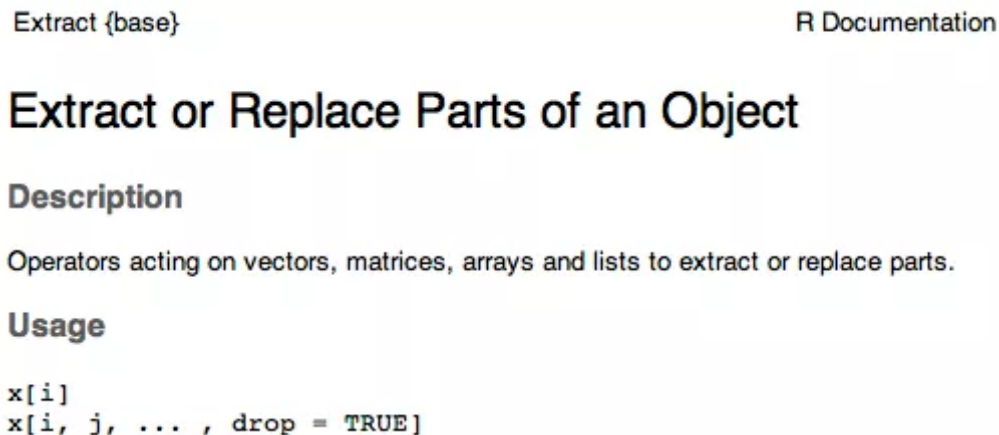 Extract {base} R Documentation
Extract or Replace Parts of an Object
Description
Operators acting on vectors, matrices, arrays and lists to extract or replace parts.
Usage
x[i]
x[i, j, ... , drop = TRUE]